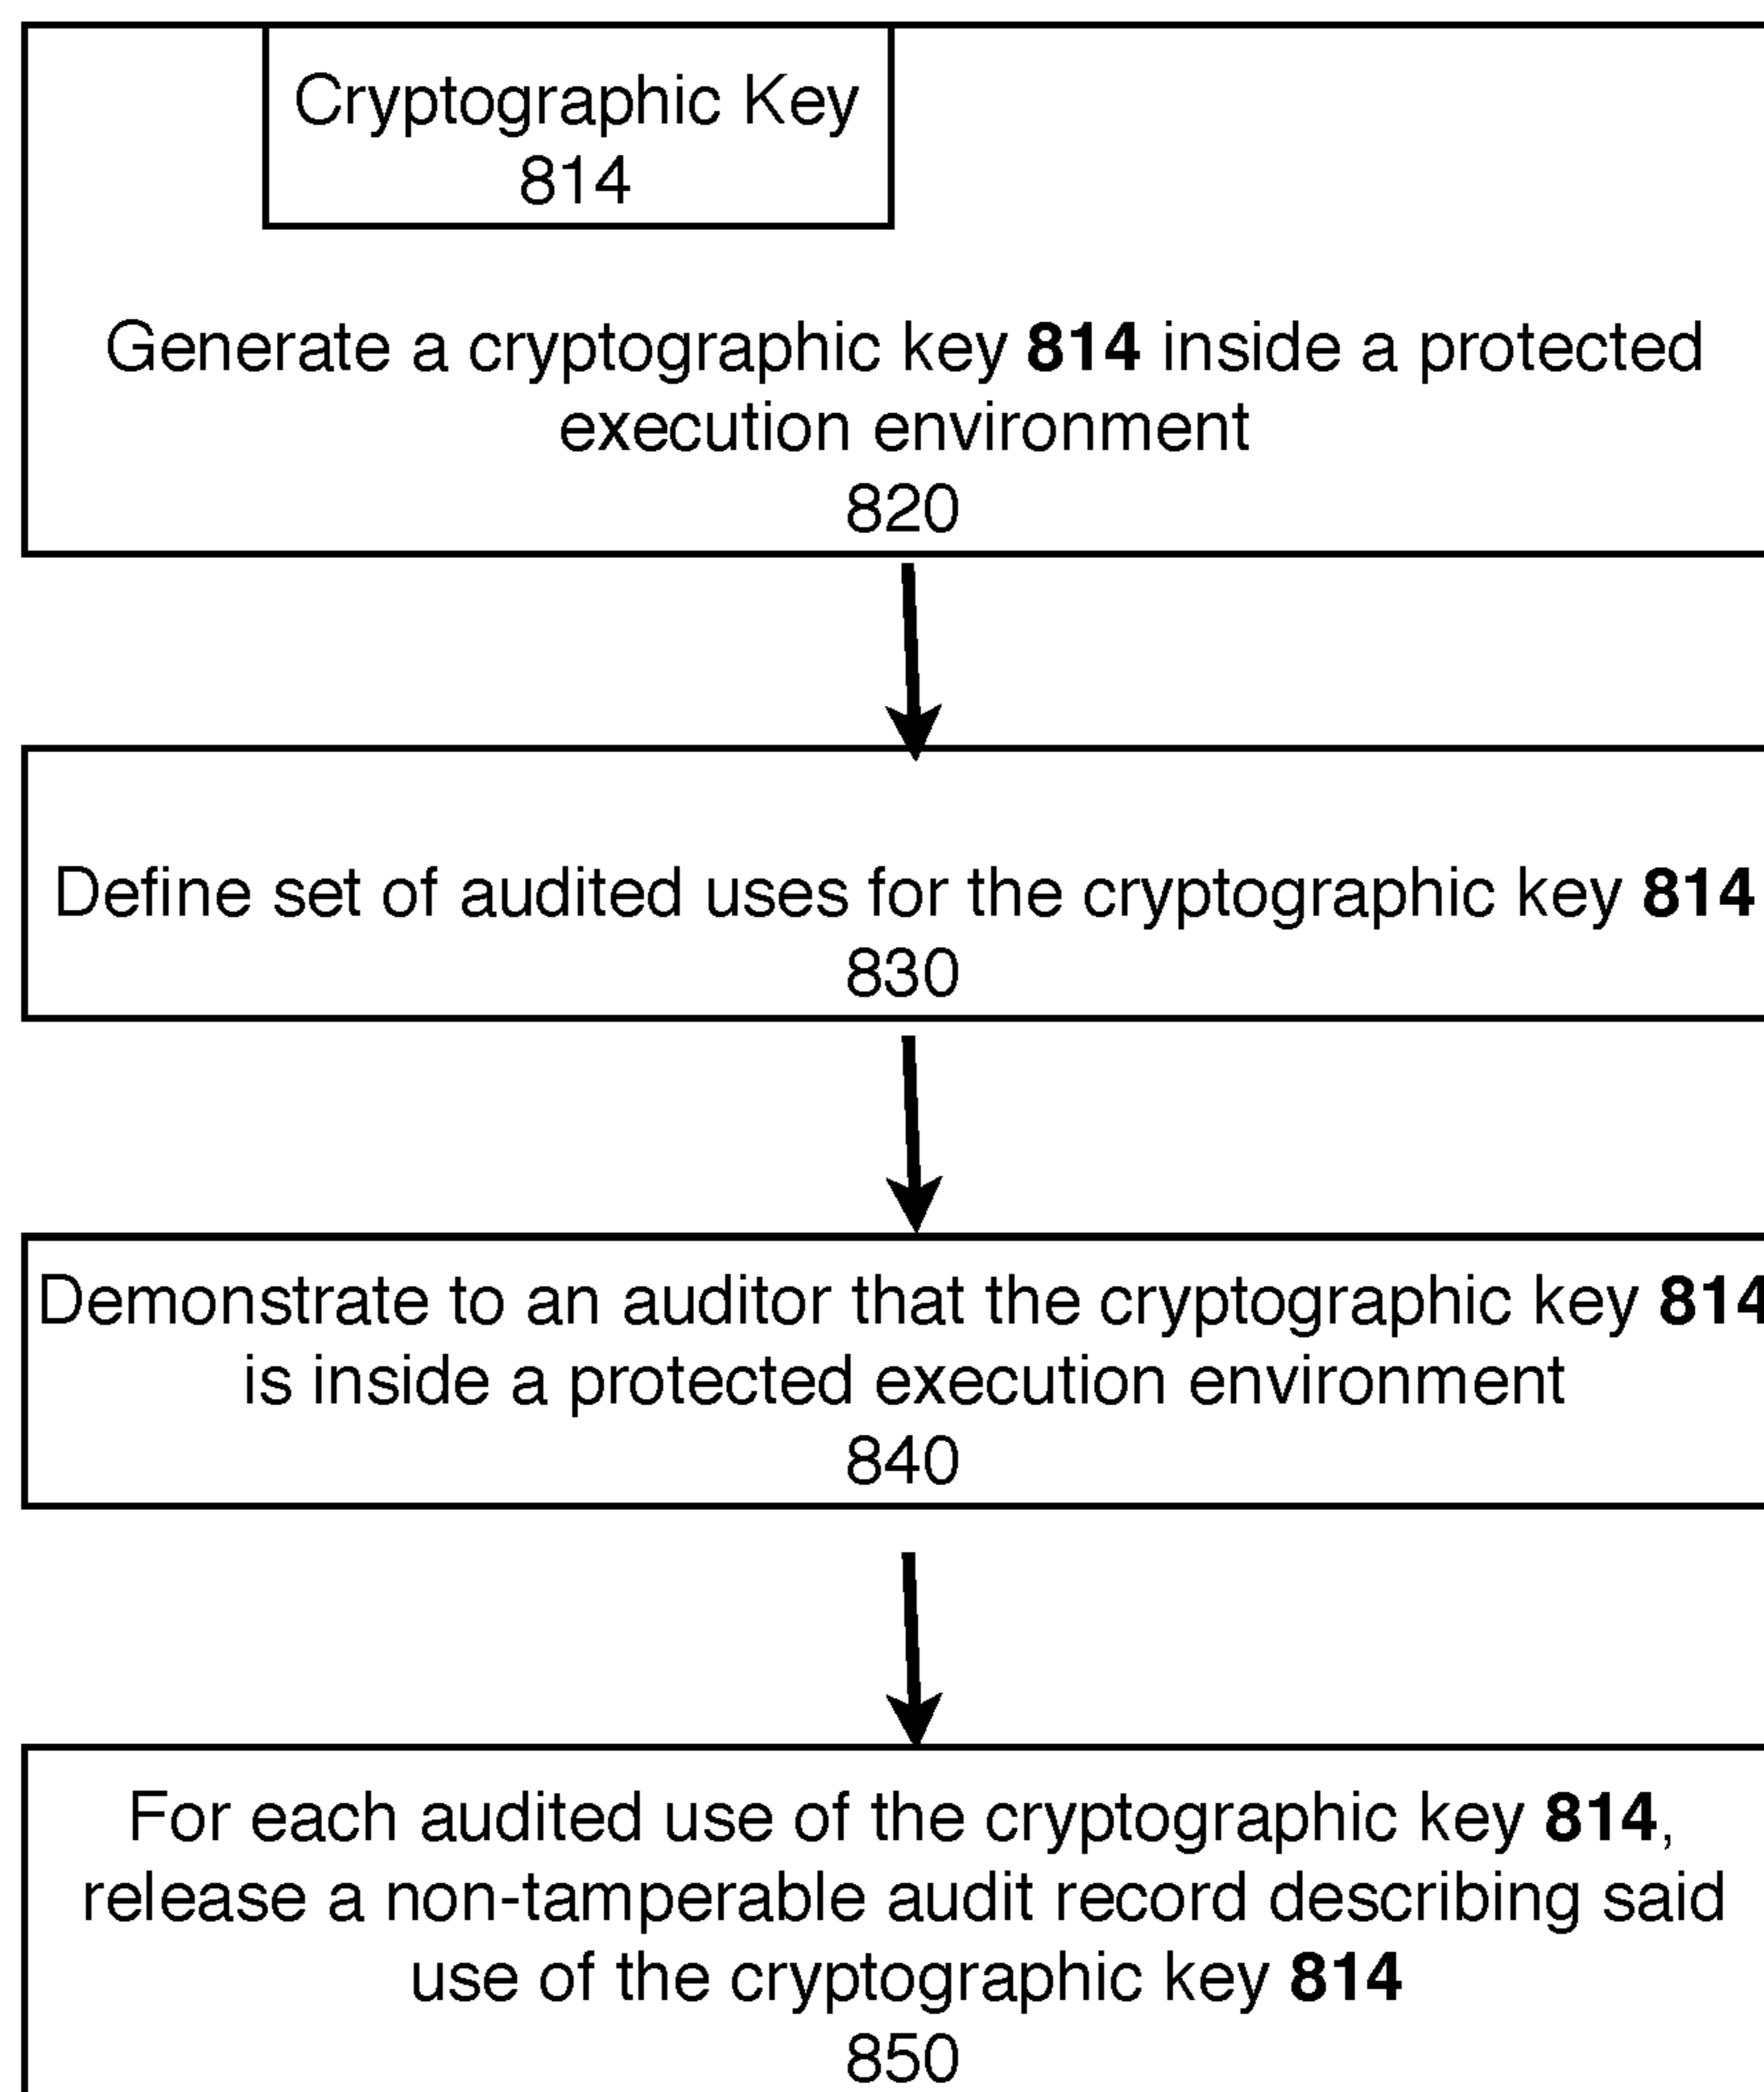 Cryptographic Key
814
Generate a cryptographic key 814 inside a protected
execution environment
820
Define set of audited uses for the cryptographic key 814
830
Demonstrate to an auditor that the cryptographic key 814
is inside a protected execution environment
840
For each audited use of the cryptographic key 814,
release a non-tamperable audit record describing said
use of the cryptographic key 814
850